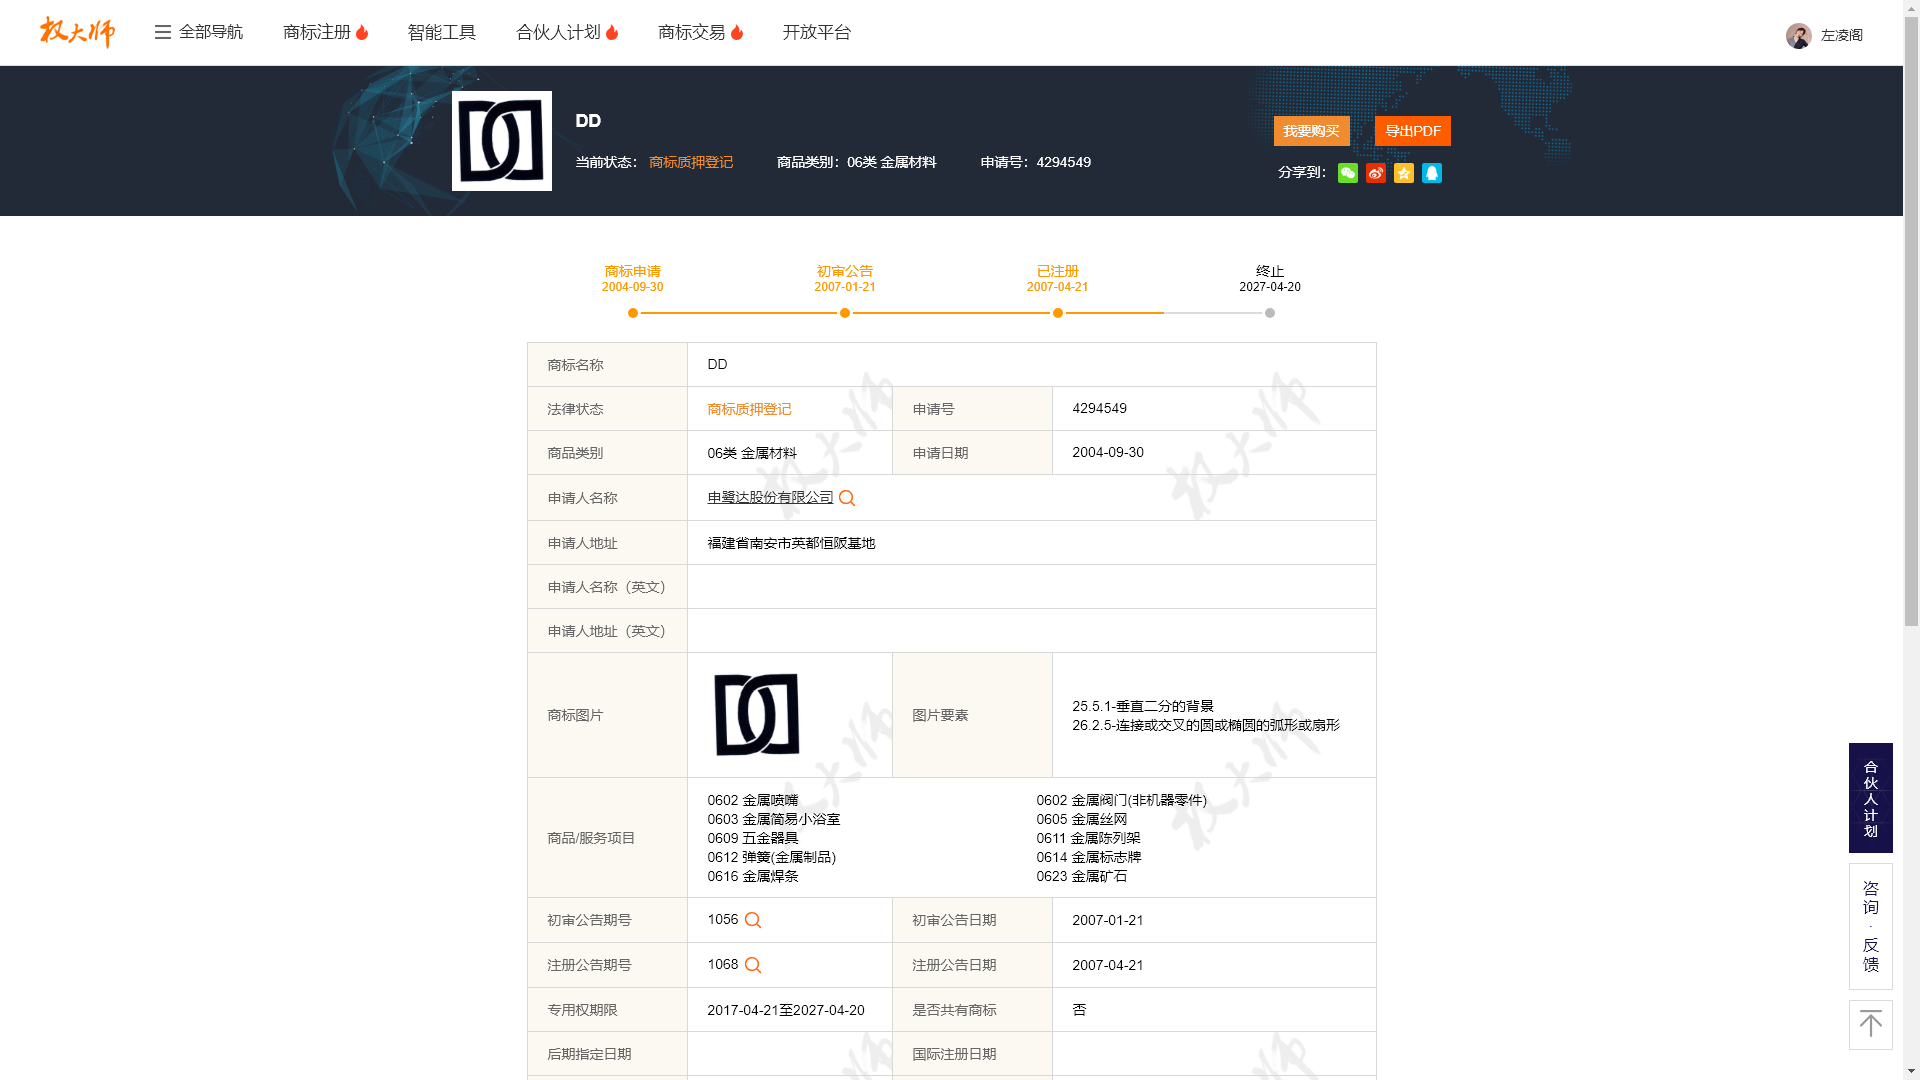 权大师 全部导航 商标注册 智能工具 合伙人计划 商标交易 开放平台 左凌阁
DD
当前状态： 商标质押登记 商品类别：06类 金属材料 申请号：4294549
我要购买 导出PDF
分享到：
商标申请 初审公告 已注册 终止
2004-09-30 2007-01-21 2007-04-21 2027-04-20
商标名称 DD
法律状态 商标质押登记 申请号 4294549
商品类别 06类 金属材料 申请日期 2004-09-30
申请人名称 申鹭达股份有限公司
申请人地址 福建省南安市英都恒阪基地
申请人名称（英文）
申请人地址（英文）
商标图片 图片要素
25.5.1-垂直二分的背景
26.2.5-连接或交叉的圆或椭圆的弧形或扇形
商品/服务项目
0602 金属喷嘴 0602 金属阀门(非机器零件)
0603 金属简易小浴室 0605 金属丝网
0609 五金器具 0611 金属陈列架
0612 弹簧(金属制品) 0614 金属标志牌
0616 金属焊条 0623 金属矿石
初审公告期号 1056 初审公告日期 2007-01-21
注册公告期号 1068 注册公告日期 2007-04-21
专用权期限 2017-04-21至2027-04-20 是否共有商标 否
后期指定日期 国际注册日期
合伙人计划
咨询·反馈